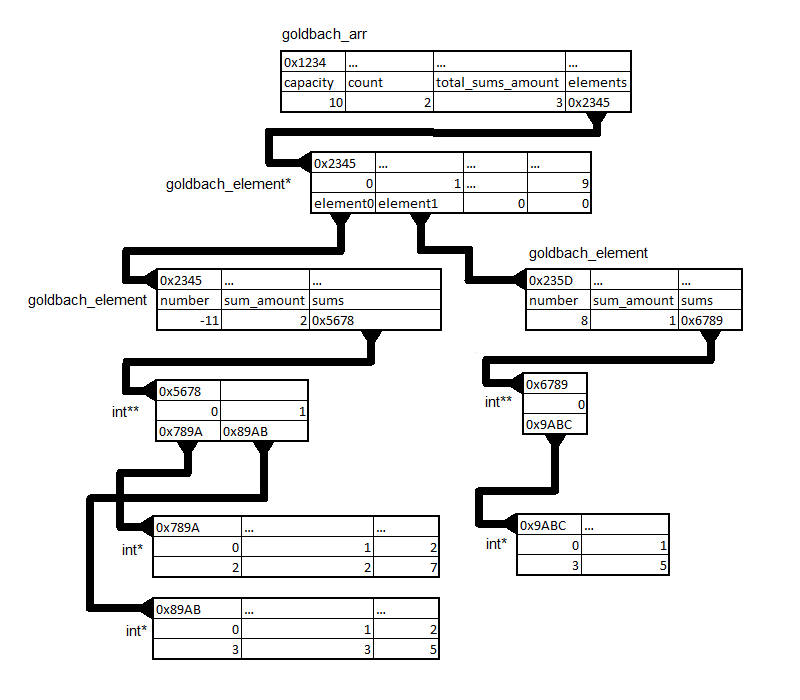 goldbach_arr
0x1234 ... ... ...
capacity count total_sums_amount elements
10 2 3 0x2345
goldbach_element*
0x2345 ... ... ...
0 1 ... 9
element0 element1 0 0
goldbach_element
0x2345 ... ...
number sum_amount sums
-11 2 0x5678
goldbach_element
0x235D ... ...
number sum_amount sums
8 1 0x6789
int**
0x5678
0 1
0x789A 0x89AB
int**
0x6789
0
0x9ABC
int*
0x789A ... ...
0 1 2
2 2 7
int*
0x9ABC ...
0 1
3 5
int*
0x89AB ... ...
0 1 2
3 3 5